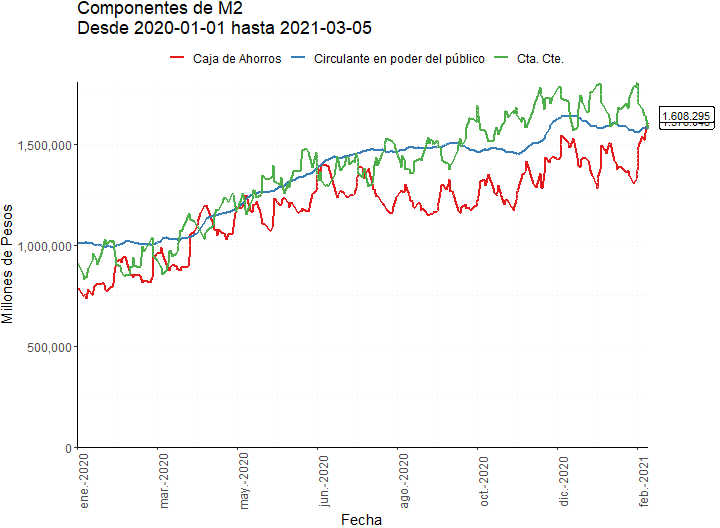 Componentes de M2
Desde 2020-01-01 hasta 2021-03-05
Caja de Ahorros Circulante en poder del público Cta. Cte.
Millones de Pesos
1,500,000
1,000,000
500,000
0
1.608.295
ene.-2020 mar.-2020 may.-2020 jun.-2020 ago.-2020 oct.-2020 dic.-2020 feb.-2021
Fecha